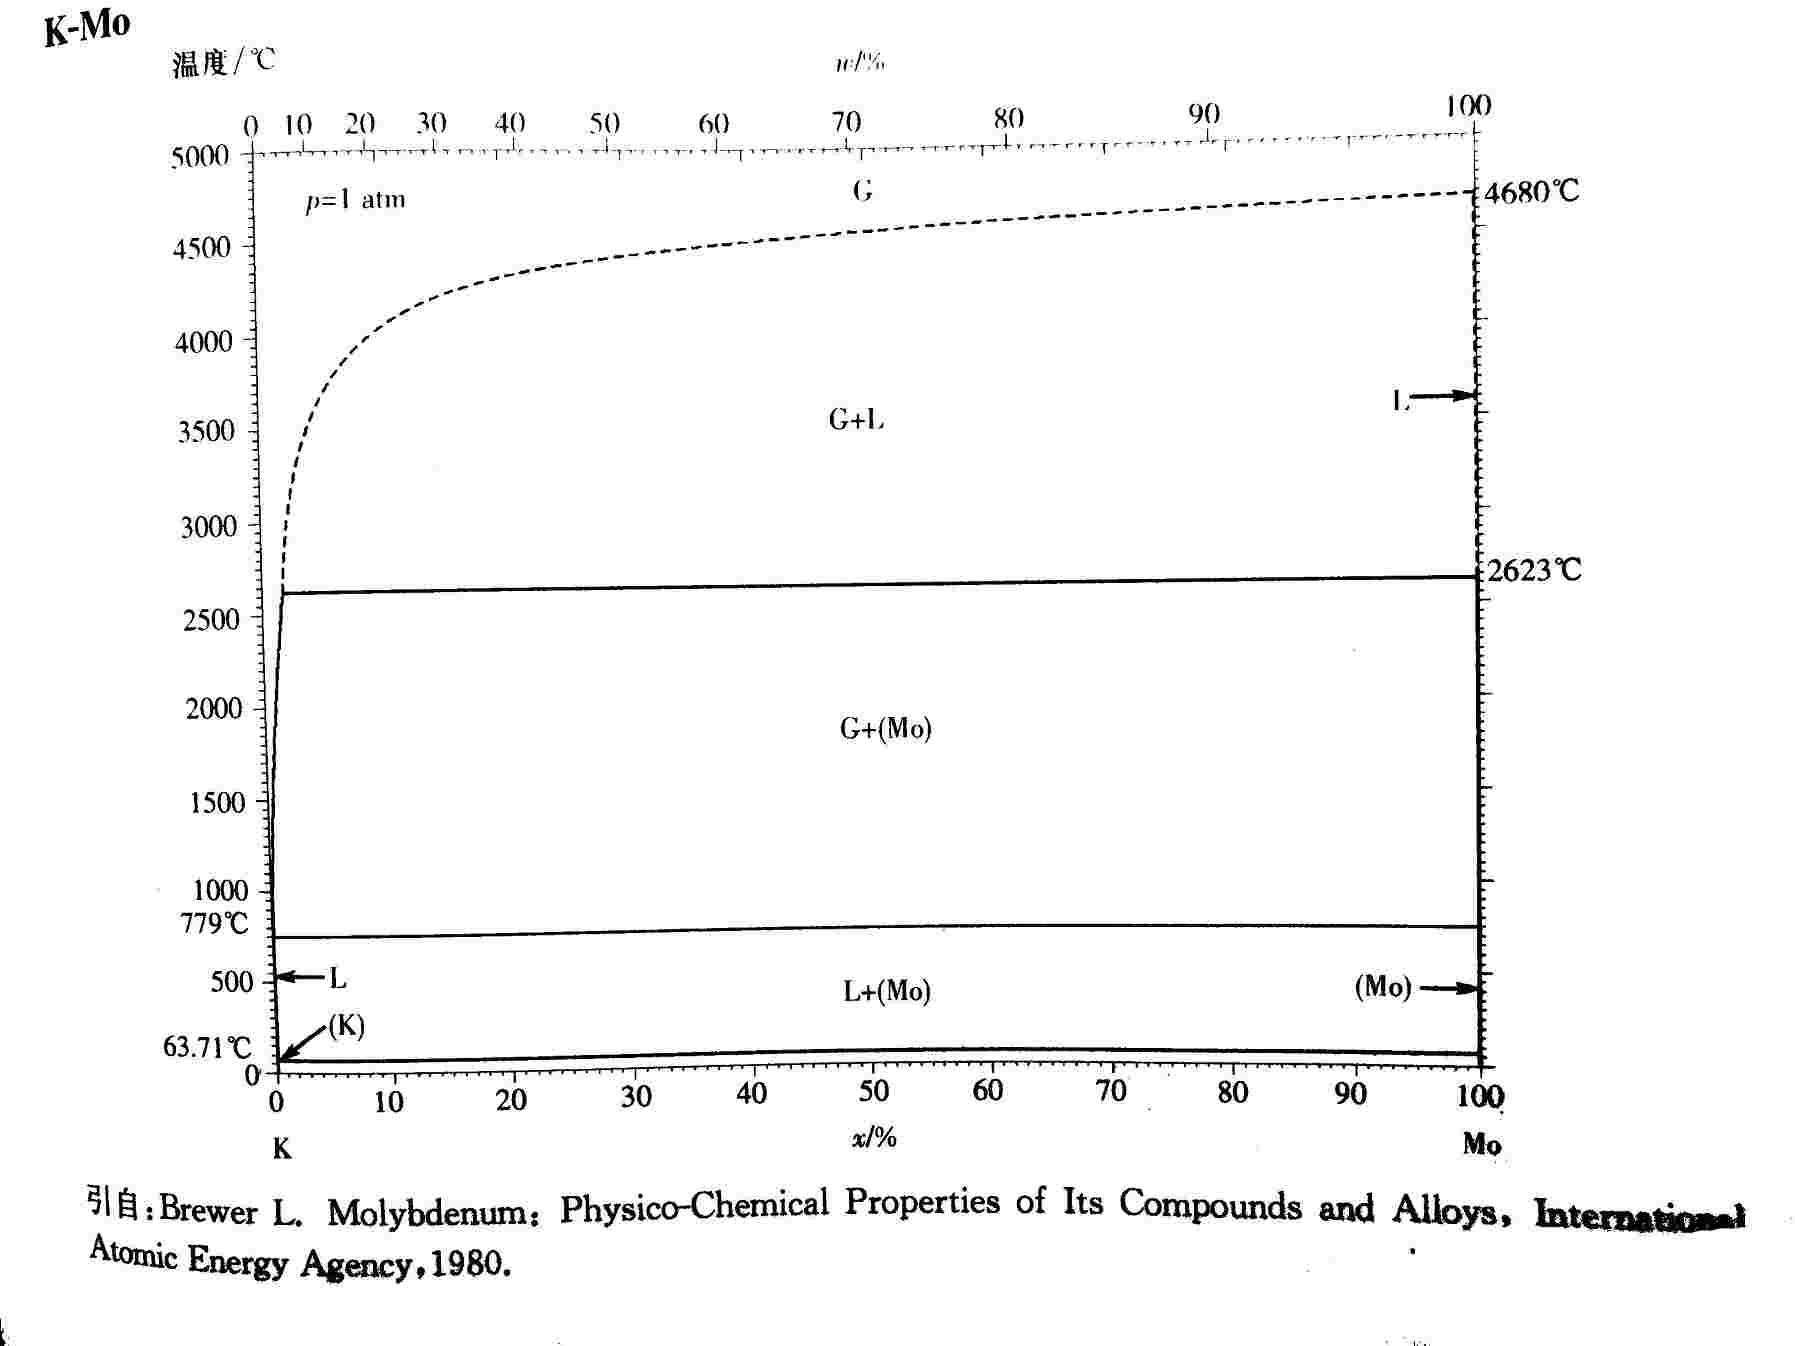 K-Mo
温度/℃
w/%
0 10 20 30 40 50 60 70 80 90 100
5000
p=1 atm
G
4680℃
4500
4000
L
G+L
3500
3000
2623℃
2500
2000
G+(Mo)
1500
1000
779℃
500
L
L+(Mo)
(Mo)
(K)
63.71℃
0
0 10 20 30 40 50 60 70 80 90 100
K
x/%
Mo
引自:Brewer L. Molybdenum: Physico-Chemical Properties of Its Compounds and Alloys, International
Atomic Energy Agency,1980.